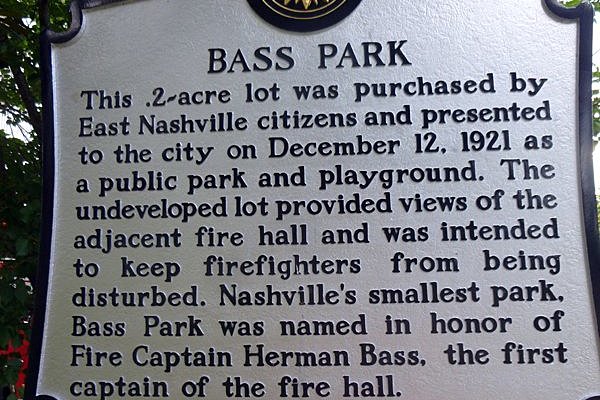 BASS PARK
This .2-acre lot was purchased by
East Nashville citizens and presented
to the city on December 12, 1921 as
a public park and playground. The
undeveloped lot provided views of the
adjacent fire hall and was intended
to keep firefighters from being
disturbed. Nashville's smallest park,
Bass Park was named in honor of
Fire Captain Herman Bass, the first
captain of the fire hall.